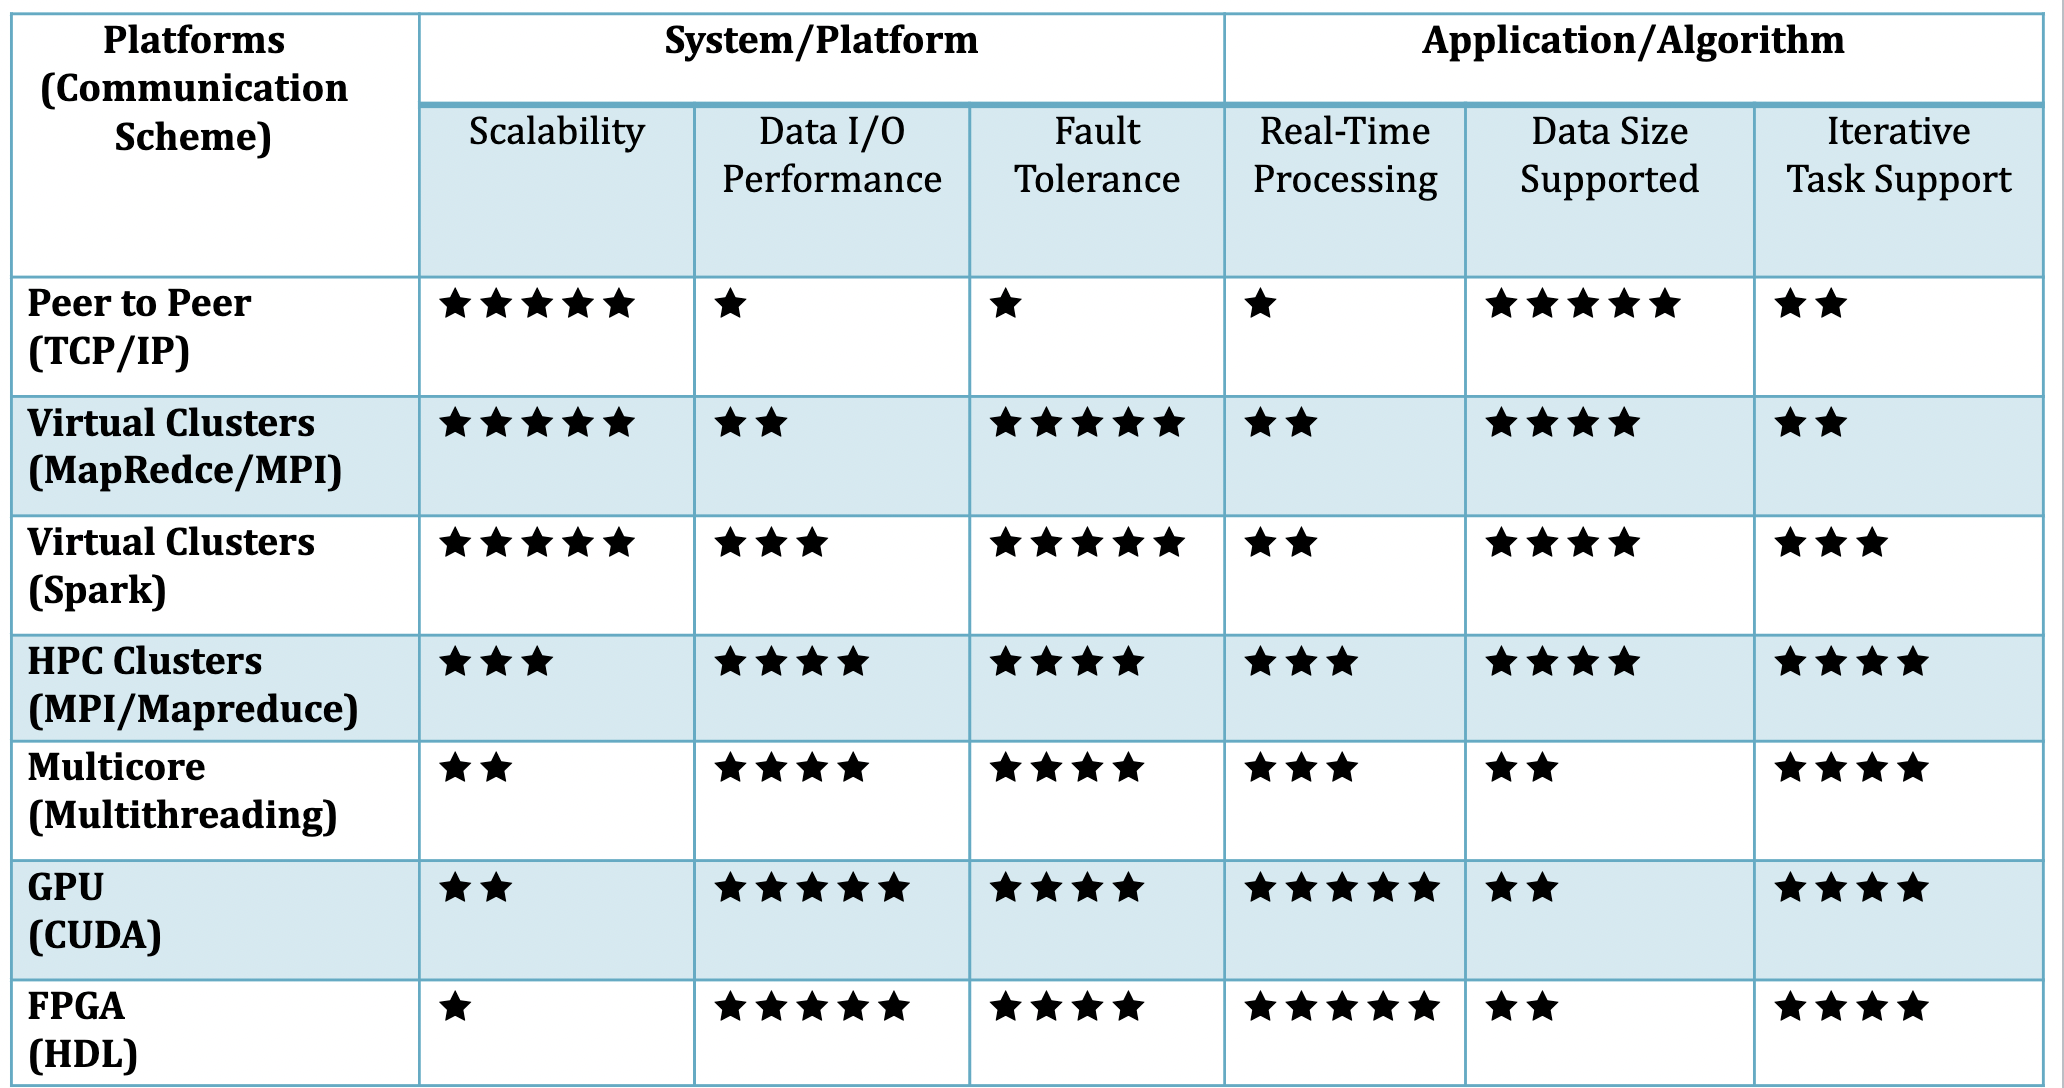 Platforms
(Communication
Scheme)
System/Platform
Application/Algorithm
Scalability
Data I/O
Performance
Fault
Tolerance
Real-Time
Processing
Data Size
Supported
Iterative
Task Support
Peer to Peer
(TCP/IP)
★★★★★
★
★
★
★★★★★
★★
Virtual Clusters
(MapRedce/MPI)
★★★★★
★★
★★★★★
★★
★★★★
★★
Virtual Clusters
(Spark)
★★★★★
★★★
★★★★★
★★
★★★★
★★★
HPC Clusters
(MPI/Mapreduce)
★★★
★★★★
★★★★
★★★
★★★★
★★★★
Multicore
(Multithreading)
★★
★★★★
★★★★
★★★
★★
★★★★
GPU
(CUDA)
★★
★★★★★
★★★★
★★★★★
★★
★★★★
FPGA
(HDL)
★
★★★★★
★★★★
★★★★★
★★
★★★★